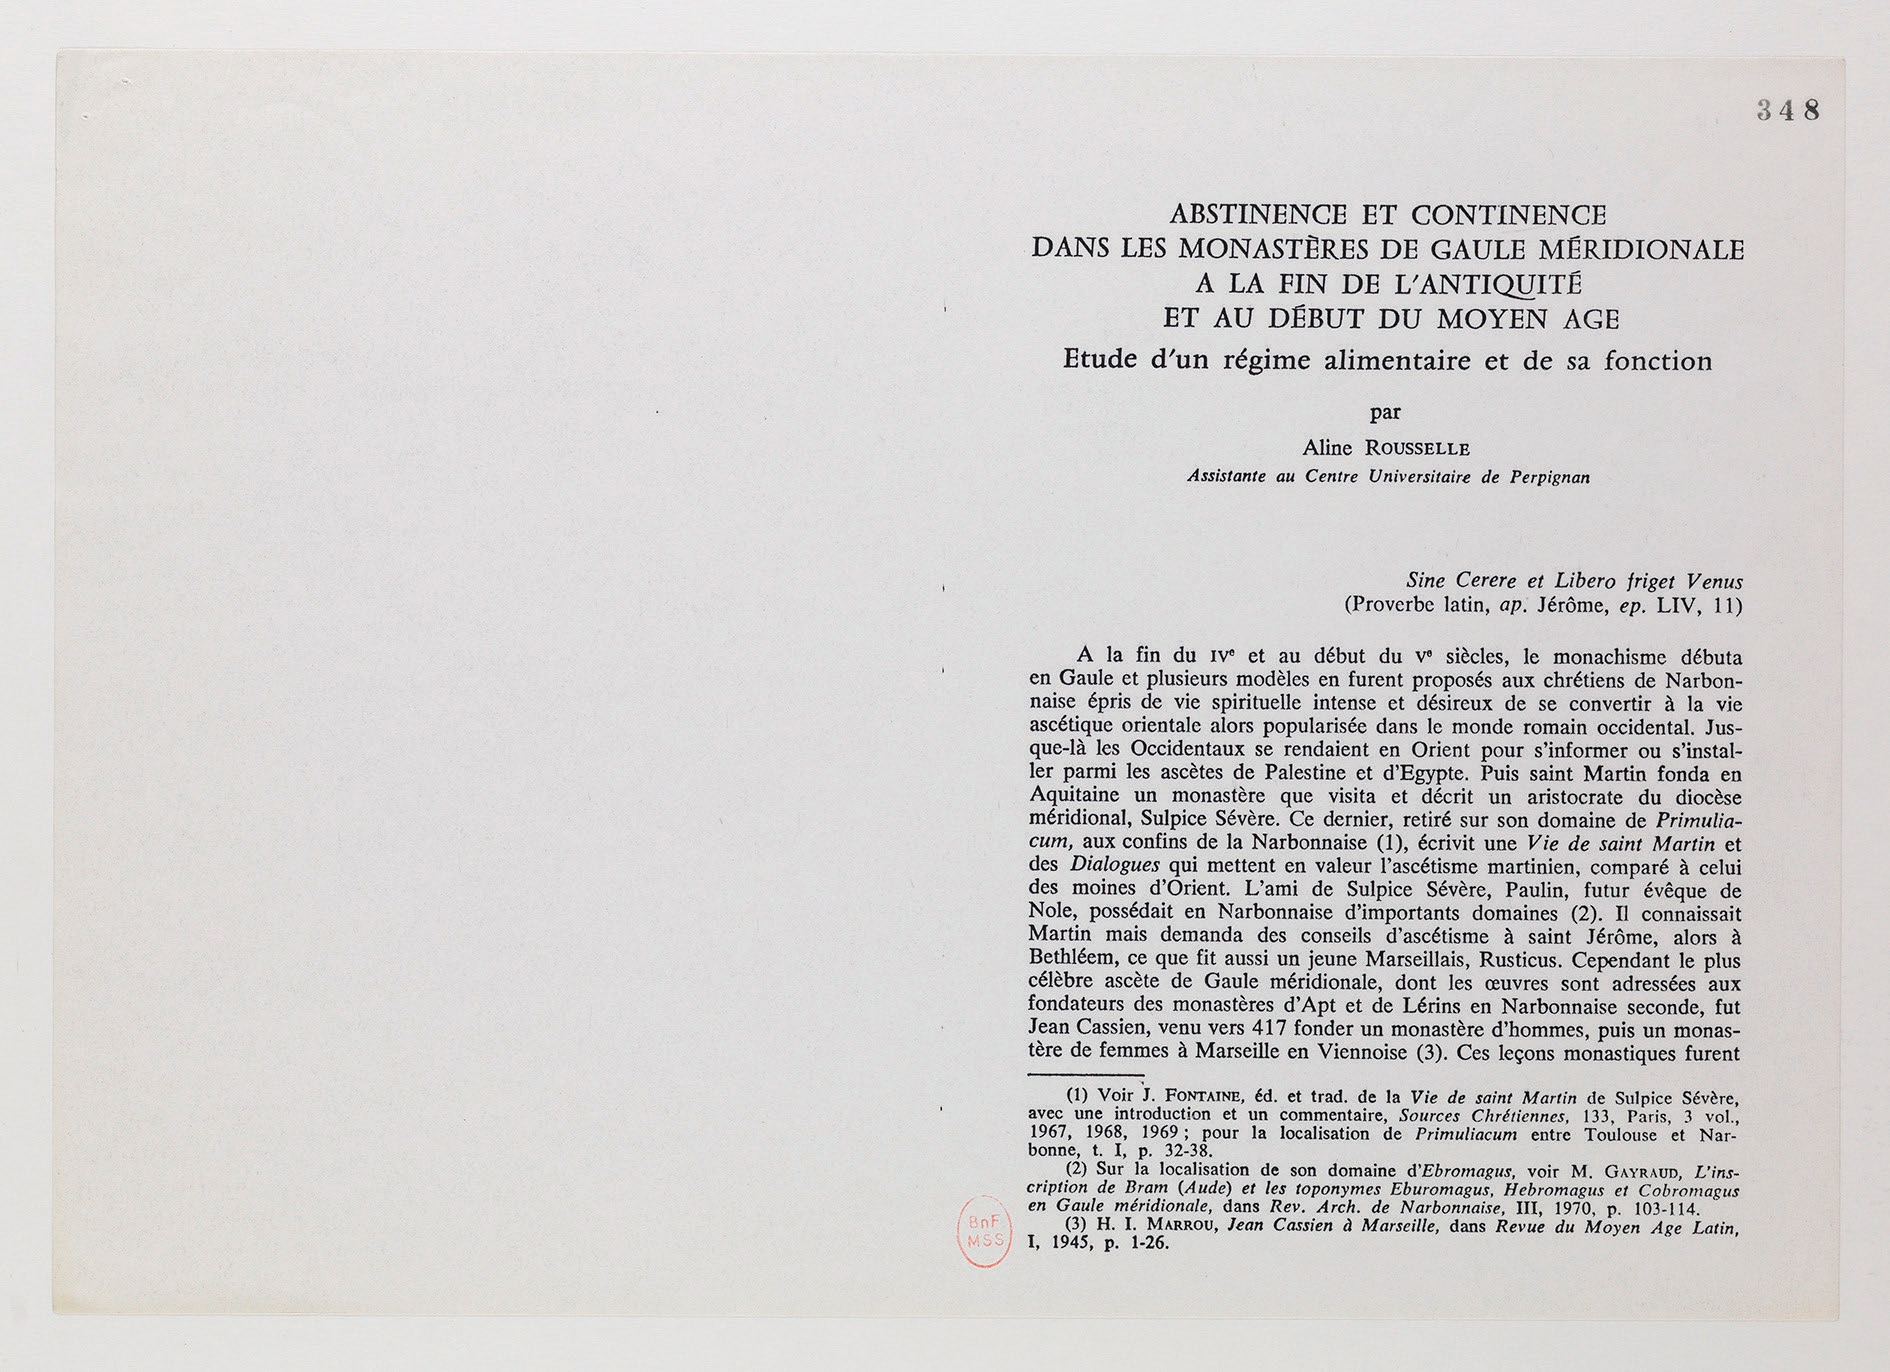 348
ABSTINENCE ET CONTINENCE
DANS LES MONASTÈRES DE GAULE MÉRIDIONALE
A LA FIN DE L'ANTIQUITÉ
ET AU DÉBUT DU MOYEN AGE
Etude d'un régime alimentaire et de sa fonction
par
Aline ROUSSELLE
Assistante au Centre Universitaire de Perpignan
Sine Cerere et Libero friget Venus
(Proverbe latin, ap. Jérôme, ep. LIV, 11)
A la fin du IVe et au début du Ve siècles, le monachisme débuta
en Gaule et plusieurs modèles en furent proposés aux chrétiens de Narbon-
naise épris de vie spirituelle intense et désireux de se convertir à la vie
ascétique orientale alors popularisée dans le monde romain occidental. Jus-
que-là les Occidentaux se rendaient en Orient pour s'informer ou s'instal-
ler parmi les ascètes de Palestine et d'Egypte. Puis saint Martin fonda en
Aquitaine un monastère que visita et décrit un aristocrate du diocèse
méridional, Sulpice Sévère. Ce dernier, retiré sur son domaine de Primulia-
cum, aux confins de la Narbonnaise (1), écrivit une Vie de saint Martin et
des Dialogues qui mettent en valeur l'ascétisme martinien, comparé à celui
des moines d'Orient. L'ami de Sulpice Sévère, Paulin, futur évêque de
Nole, possédait en Narbonnaise d'importants domaines (2). Il connaissait
Martin mais demanda des conseils d'ascétisme à saint Jérôme, alors à
Bethléem, ce que fit aussi un jeune Marseillais, Rusticus. Cependant le plus
célèbre ascète de Gaule méridionale, dont les œuvres sont adressées aux
fondateurs des monastères d'Apt et de Lérins en Narbonnaise seconde, fut
Jean Cassien, venu vers 417 fonder un monastère d'hommes, puis un monas-
tère de femmes à Marseille en Viennoise (3). Ces leçons monastiques furent
(1) Voir J. FONTAINE, éd. et trad. de la Vie de saint Martin de Sulpice Sévère,
avec une introduction et un commentaire, Sources Chrétiennes, 133, Paris, 3 vol.,
1967, 1968, 1969 ; pour la localisation de Primuliacum entre Toulouse et Nar-
bonne, t. I, p. 32-38.
(2) Sur la localisation de son domaine d'Ebromagus, voir M. GAYRAUD, L'ins-
cription de Bram (Aude) et les toponymes Eburomagus, Hebromagus et Cobromagus
en Gaule méridionale, dans Rev. Arch. de Narbonnaise, III, 1970, p. 103-114.
(3) H. I. MARROU, Jean Cassien à Marseille, dans Revue du Moyen Age Latin,
I, 1945, p. 1-26.
BnF
MSS